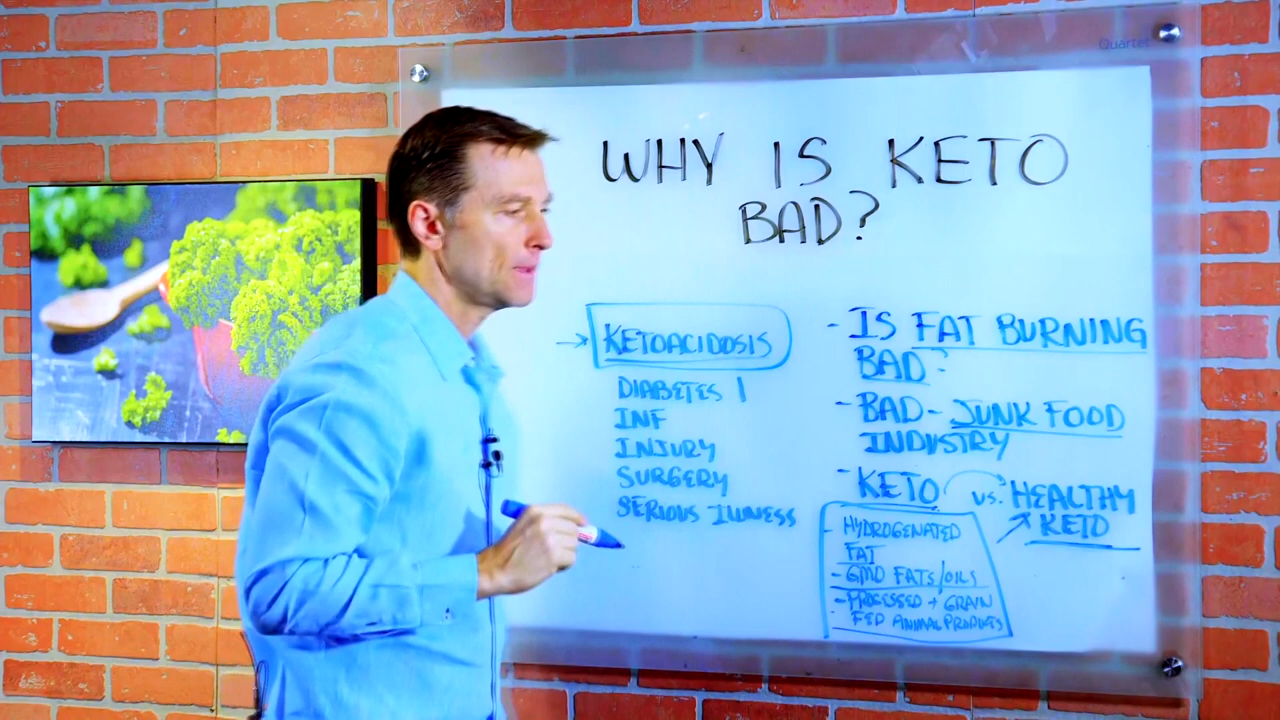 Quartet
WHY IS KETO
BAD?
→ KETOACIDOSIS
DIABETES 1
INF
INJURY
SURGERY
SERIOUS ILLNESS
- IS FAT BURNING
BAD?
- BAD - JUNK FOOD
INDUSTRY
- KETO vs. HEALTHY
KETO
- HYDROGENATED
FAT
- GMO FATS/OILS
- PROCESSED + GRAIN
FED ANIMAL PRODUCTS